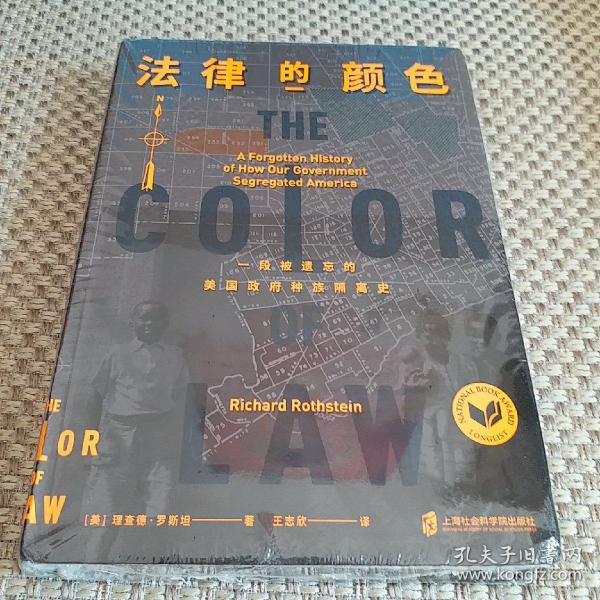 法律的颜色
N
THE
A Forgotten History
of How Our Government
Segregated America
COlOR
一段被遗忘的
美国政府种族隔离史
OF
Richard Rothstein
LAW
NATIONAL BOOK AWARD
LONGLIST
THE
LOR
OF
AW
[美] 理查德·罗斯坦 著 王志欣 译
上海社会科学院出版社
孔夫子旧书网
www.kongfz.com